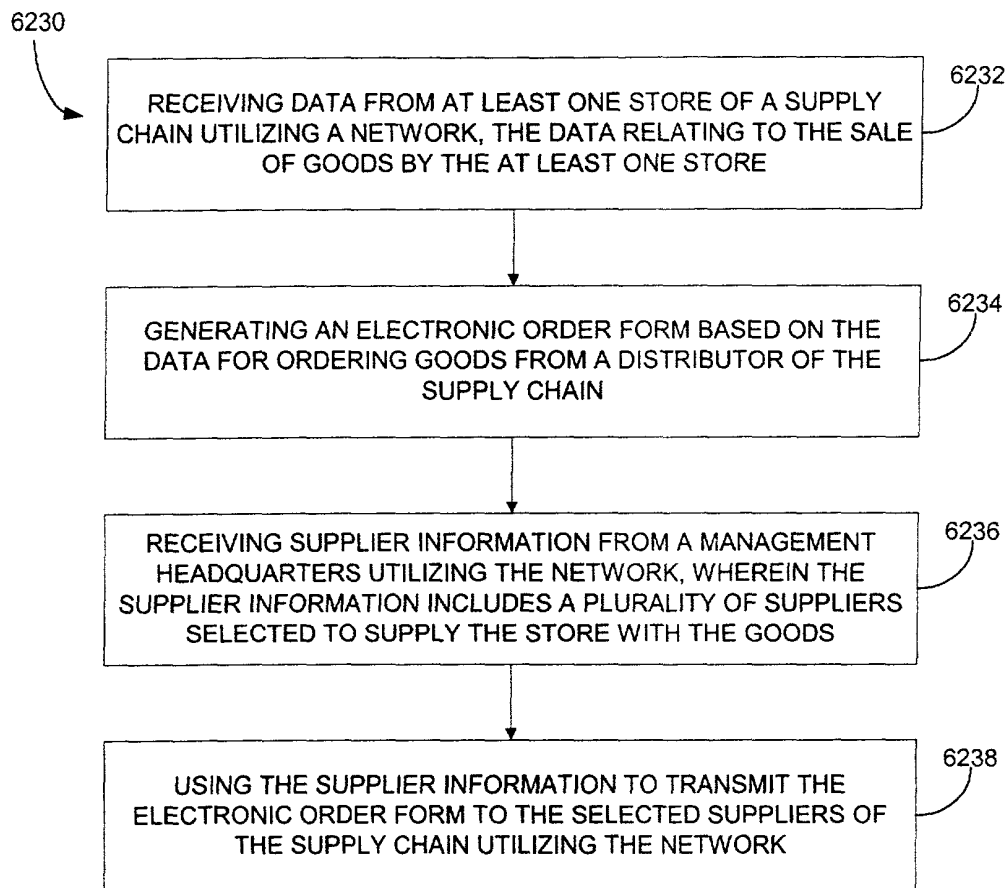 6230
6232
RECEIVING DATA FROM AT LEAST ONE STORE OF A SUPPLY
CHAIN UTILIZING A NETWORK, THE DATA RELATING TO THE SALE
OF GOODS BY THE AT LEAST ONE STORE
6234
GENERATING AN ELECTRONIC ORDER FORM BASED ON THE
DATA FOR ORDERING GOODS FROM A DISTRIBUTOR OF THE
SUPPLY CHAIN
6236
RECEIVING SUPPLIER INFORMATION FROM A MANAGEMENT
HEADQUARTERS UTILIZING THE NETWORK, WHEREIN THE
SUPPLIER INFORMATION INCLUDES A PLURALITY OF SUPPLIERS
SELECTED TO SUPPLY THE STORE WITH THE GOODS
6238
USING THE SUPPLIER INFORMATION TO TRANSMIT THE
ELECTRONIC ORDER FORM TO THE SELECTED SUPPLIERS OF
THE SUPPLY CHAIN UTILIZING THE NETWORK